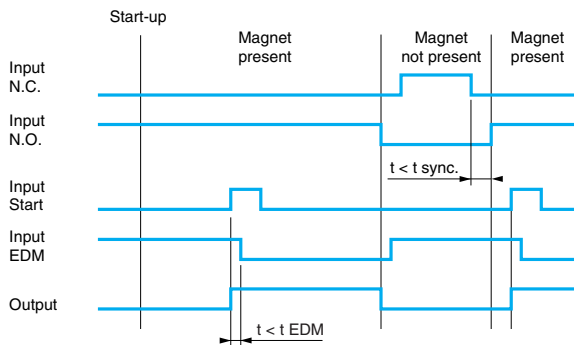 Start-up
Magnet
present
Magnet
not present
Magnet
present
Input
N.C.
Input
N.O.
t < t sync.
Input
Start
Input
EDM
Output
t < t EDM